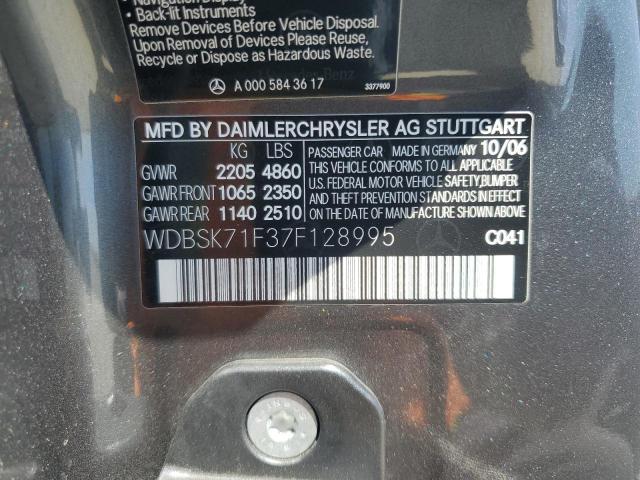 • Navigation Display
• Back-lit Instruments
Remove Devices Before Vehicle Disposal.
Upon Removal of Devices Please Reuse,
Recycle or Dispose as Hazardous Waste.
A 000 584 36 17 3377900
MFD BY DAIMLERCHRYSLER AG STUTTGART
KG LBS
GVWR 2205 4860
GAWR FRONT 1065 2350
GAWR REAR 1140 2510
PASSENGER CAR MADE IN GERMANY 10/06
THIS VEHICLE CONFORMS TO ALL APPLICABLE
U.S. FEDERAL MOTOR VEHICLE SAFETY,BUMPER
AND THEFT PREVENTION STANDARDS IN EFFECT
ON THE DATE OF MANUFACTURE SHOWN ABOVE
WDBSK71F37F128995 C041